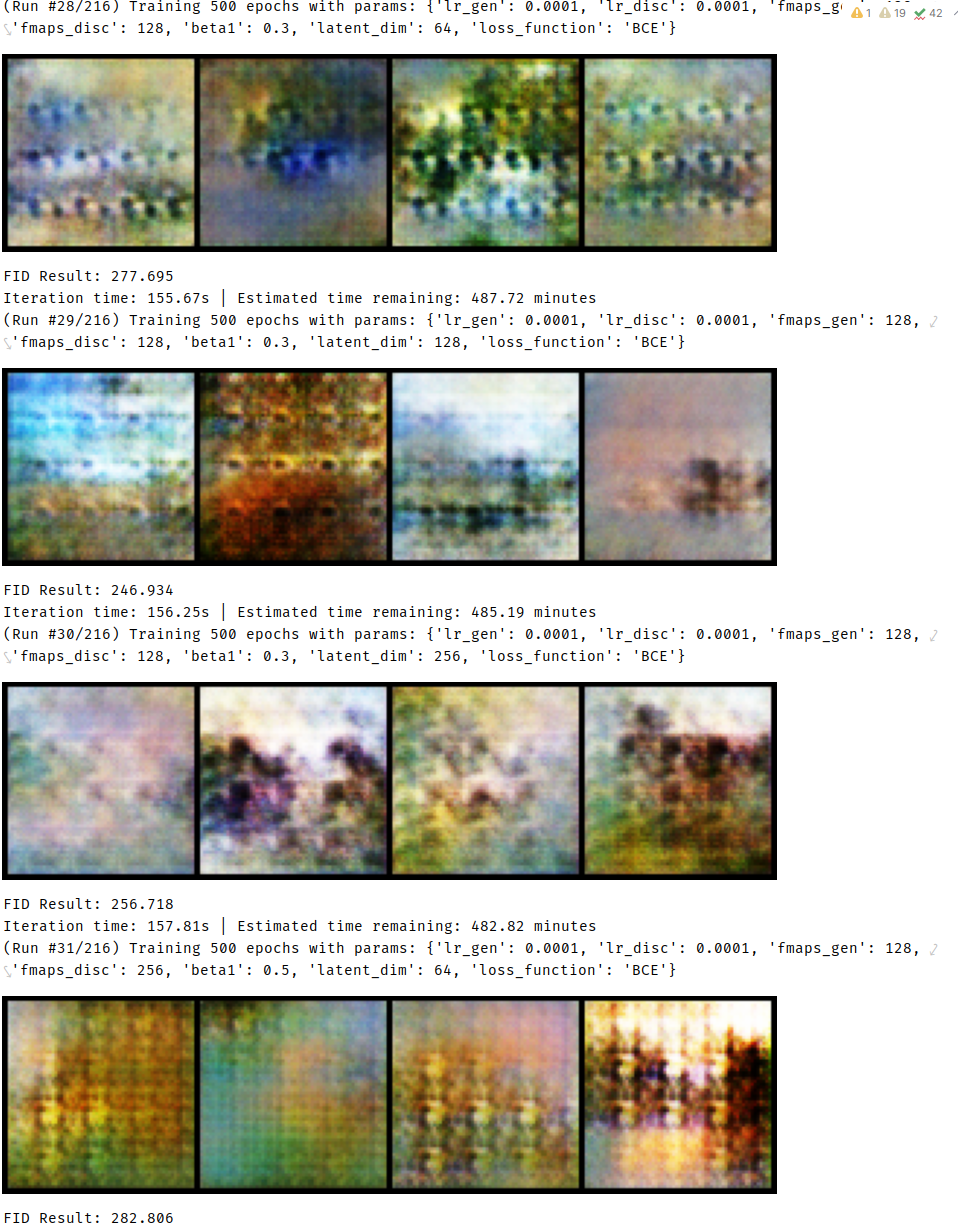 (Run #28/216) Training 500 epochs with params: {'lr_gen': 0.0001, 'lr_disc': 0.0001, 'fmaps_g
1 19 42
'fmaps_disc': 128, 'beta1': 0.3, 'latent_dim': 64, 'loss_function': 'BCE'}
FID Result: 277.695
Iteration time: 155.67s | Estimated time remaining: 487.72 minutes
(Run #29/216) Training 500 epochs with params: {'lr_gen': 0.0001, 'lr_disc': 0.0001, 'fmaps_gen': 128,
'fmaps_disc': 128, 'beta1': 0.3, 'latent_dim': 128, 'loss_function': 'BCE'}
FID Result: 246.934
Iteration time: 156.25s | Estimated time remaining: 485.19 minutes
(Run #30/216) Training 500 epochs with params: {'lr_gen': 0.0001, 'lr_disc': 0.0001, 'fmaps_gen': 128,
'fmaps_disc': 128, 'beta1': 0.3, 'latent_dim': 256, 'loss_function': 'BCE'}
FID Result: 256.718
Iteration time: 157.81s | Estimated time remaining: 482.82 minutes
(Run #31/216) Training 500 epochs with params: {'lr_gen': 0.0001, 'lr_disc': 0.0001, 'fmaps_gen': 128,
'fmaps_disc': 256, 'beta1': 0.5, 'latent_dim': 64, 'loss_function': 'BCE'}
FID Result: 282.806